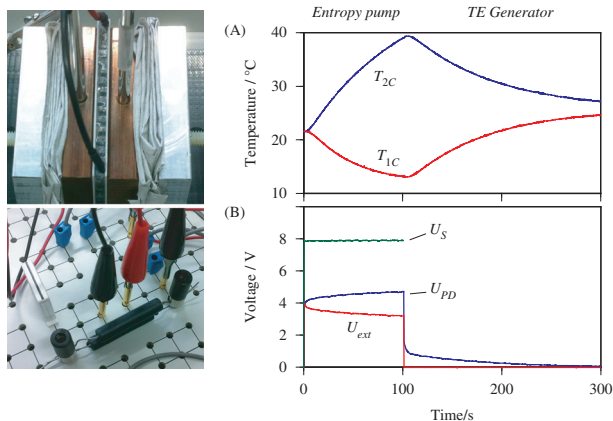 Entropy pump TE Generator
(A)
40
30
20
10
Temperature / °C
T2C
T1C
(B)
8
6
4
2
0
Voltage / V
US
UPD
Uext
0 100 200 300
Time/s